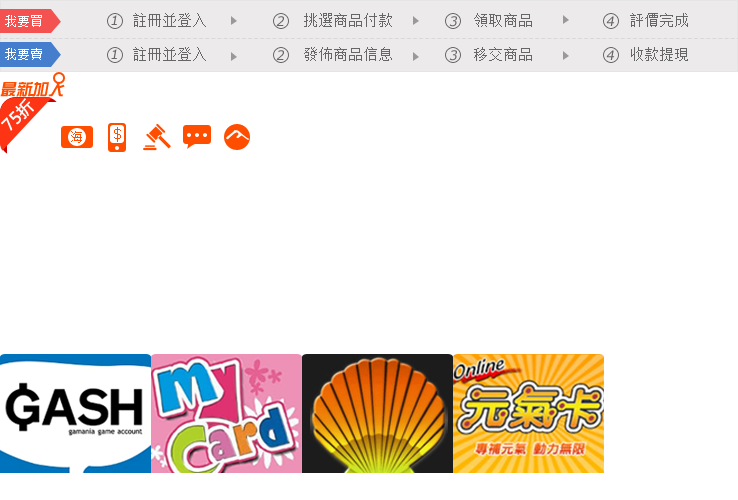 我要買 ① 註冊並登入 ② 挑選商品付款 ③ 領取商品 ④ 評價完成
我要賣 ① 註冊並登入 ② 發佈商品信息 ③ 移交商品 ④ 收款提現
最新加入
75折
海 $
GASH
gamania game account
my
Card
Online
元氣卡
專補元氣 動力無限